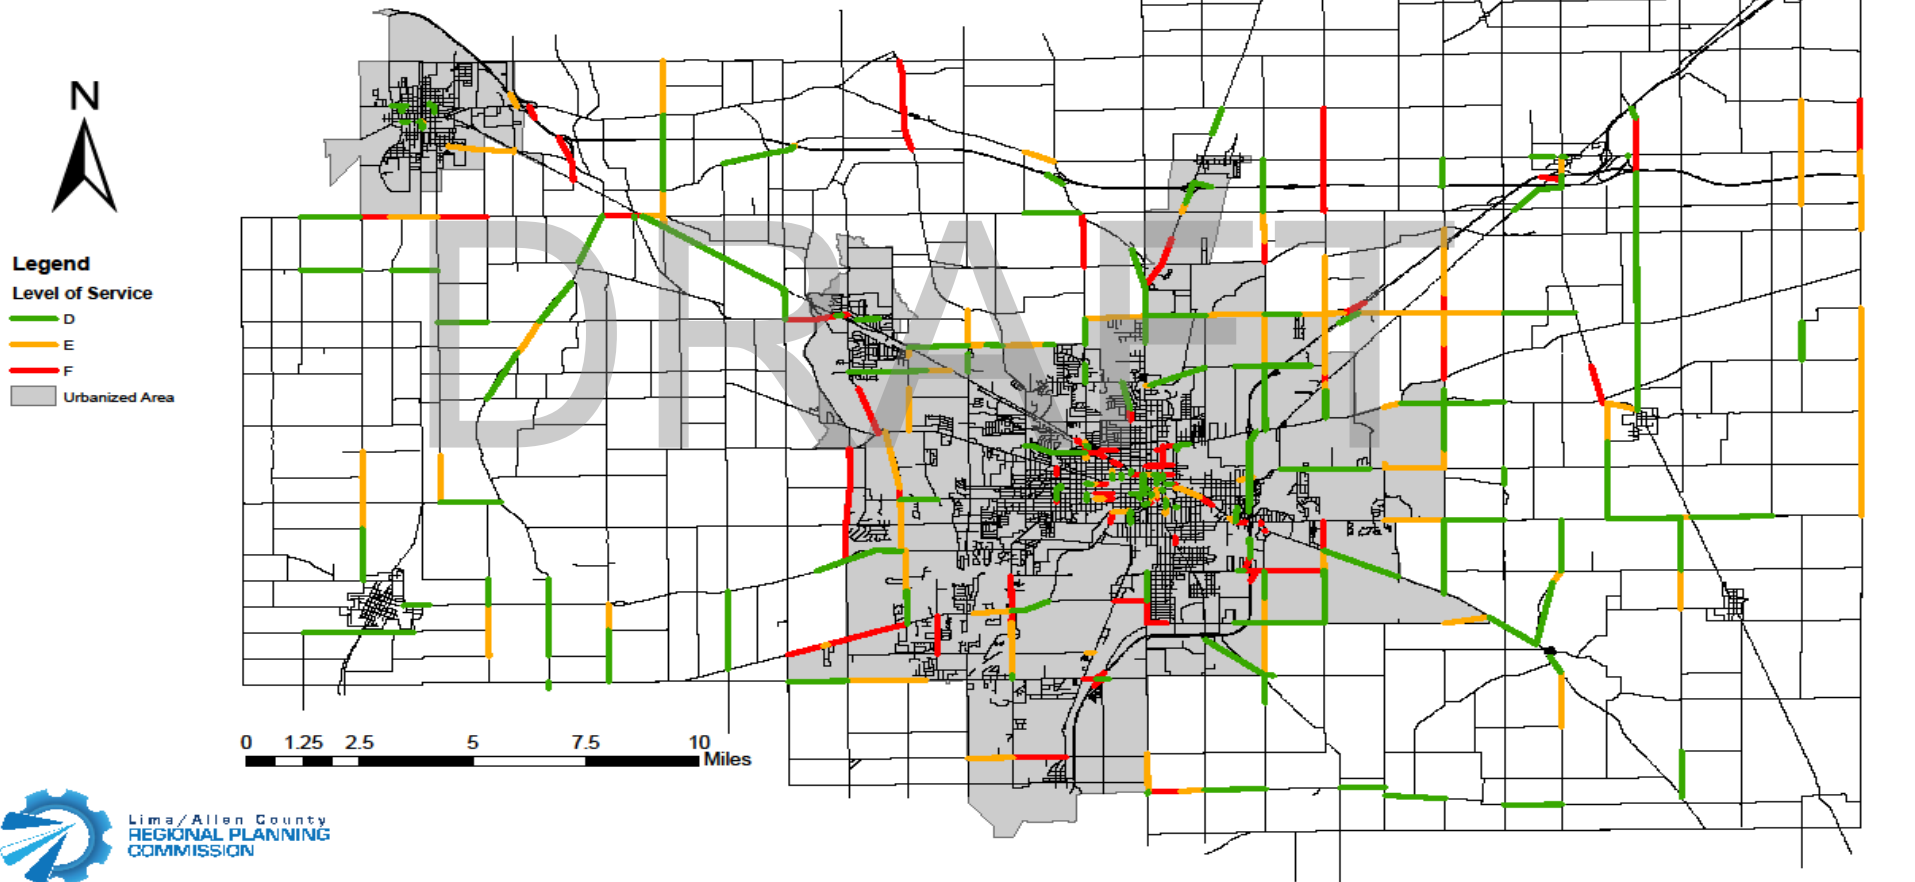 N
DRAFT
Legend
Level of Service
D
E
F
Urbanized Area
0 1.25 2.5 5 7.5 10
Miles
Lima/Allen County
REGIONAL PLANNING
COMMISSION